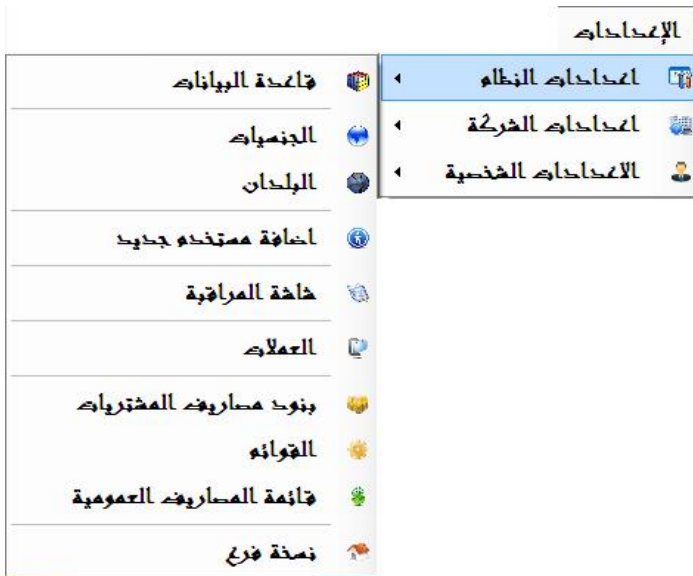 الإعدادات
اعدادات النظام
اعدادات الشركة
الاعدادات الشخصية
قاعدة البيانات
الجنسيات
البلدان
اضافة مستخدم جديد
شاشة المراقبة
العملات
بنود مصاريف المشتريات
القوائم
قائمة المصاريف العمومية
نسخة فرع